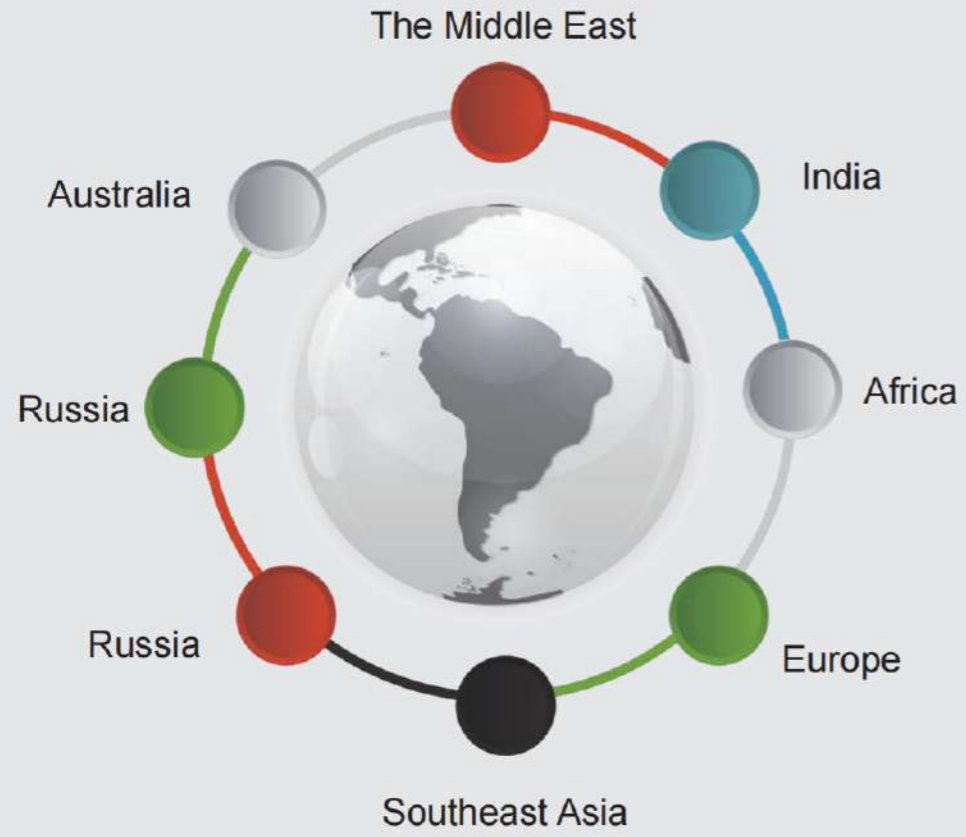 The Middle East
India
Australia
Africa
Russia
Russia
Europe
Southeast Asia